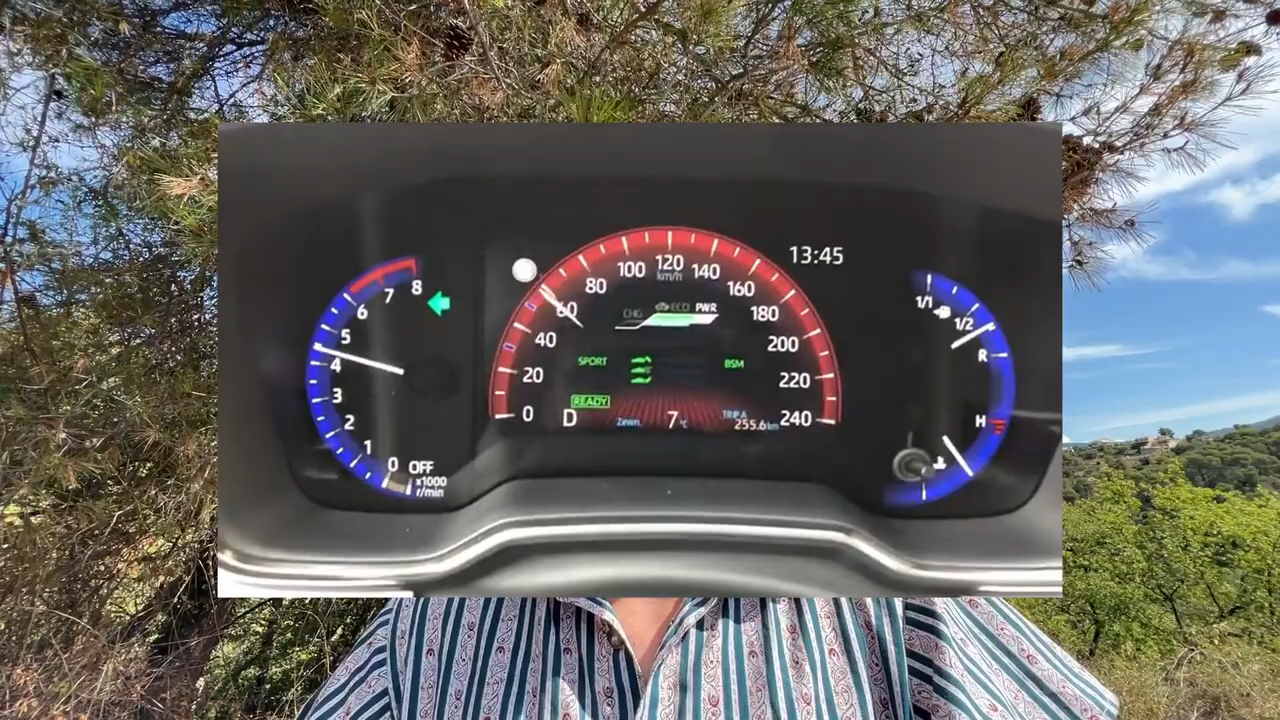 8
7
6
5
4
3
2
1
0
OFF
x1000
r/min
0
20
40
60
80
100
120
140
160
180
200
220
240
km/h
13:45
CHG
ECO
PWR
SPORT
BSM
READY
D
Zewn.
7°C
TRIP A
255.6 km
1/1
1/2
R
H